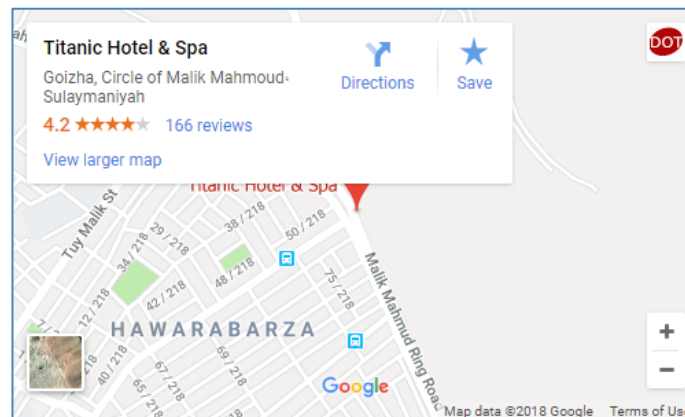 Titanic Hotel & Spa
Goizha, Circle of Malik Mahmoud-
Sulaymaniyah
4.2
166 reviews
View larger map
Directions
Save
DOT
Titanic Hotel & Spa
Tuy Malik St
38 / 218
29 / 218
50 / 218
34 / 218
48 / 218
42 / 218
75 / 218
12 / 218
HAWARABARZA
40 / 218
69 / 218
67 / 218
65 / 218
Malik Mahmud Ring Road
Google
Map data ©2018 Google
Terms of Us